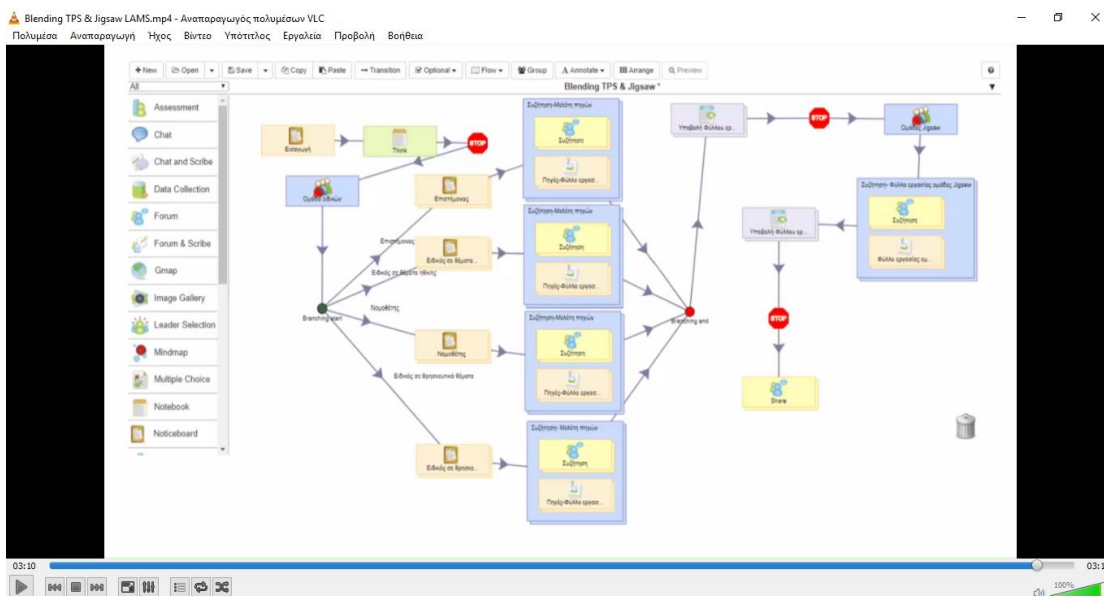 Blending TPS & Jigsaw LAMS.mp4 - Αναπαραγωγός πολυμέσων VLC
Πολυμέσα Αναπαραγωγή Ήχος Βίντεο Υπότιτλος Εργαλεία Προβολή Βοήθεια
New Open Save Copy Paste Transition Optional Flow Group Annotate Arrange Preview
All
Blending TPS & Jigsaw *
Assessment
Chat
Chat and Scribe
Data Collection
Forum
Forum & Scribe
Gmap
Image Gallery
Leader Selection
Mindmap
Multiple Choice
Notebook
Noticeboard
Εισαγωγή
Think
STOP
Ομάδα ειδικών
Branching start
Επιστήμονας
Ειδικός σε θέματα ηθικής
Νομοθέτης
Ειδικός σε θρησκευτικά θέματα
Επιστήμονας
Ειδικός σε θέματα...
Νομοθέτης
Ειδικός σε θρησκε...
Συζήτηση-Μελέτη πηγών
Συζήτηση
Πηγές-Φύλλο εργασ...
Συζήτηση-Μελέτη πηγών
Συζήτηση
Πηγές-Φύλλο εργασ...
Συζήτηση-Μελέτη πηγών
Συζήτηση
Πηγές-Φύλλο εργασ...
Συζήτηση- Μελέτη πηγών
Συζήτηση
Πηγές-Φύλλο εργασ...
Branching end
Υποβολή Φύλλου ερ...
STOP
Ομάδες Jigsaw
Συζήτηση- Φύλλο εργασίας ομάδας Jigsaw
Συζήτηση
Φύλλο εργασίας ομ...
Υποβολή Φύλλου ερ...
STOP
Share
03:10
03:1
100%